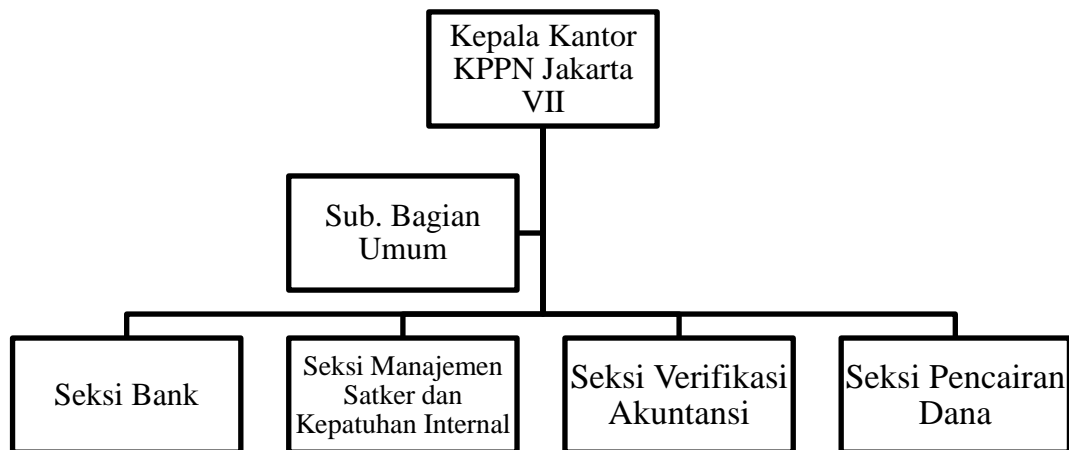 Kepala Kantor
KPPN Jakarta
VII
Sub. Bagian
Umum
Seksi Bank
Seksi Manajemen
Satker dan
Kepatuhan Internal
Seksi Verifikasi
Akuntansi
Seksi Pencairan
Dana